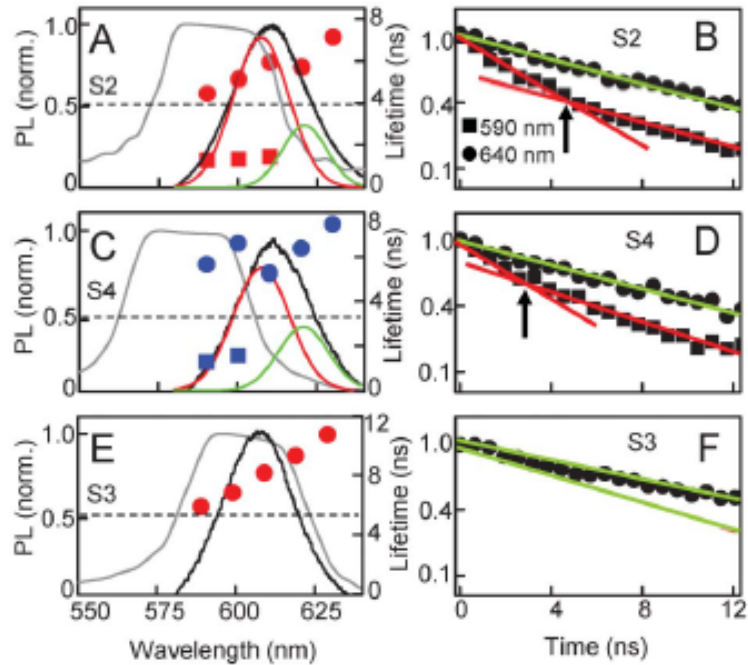 A
S2
PL (norm.)
1.0
0.5
0
8
4
0
Lifetime (ns)
B
S2
1.0
0.4
0.1
590 nm
640 nm
C
S4
PL (norm.)
1.0
0.5
0
8
4
0
Lifetime (ns)
D
S4
1.0
0.4
0.1
E
S3
PL (norm.)
1.0
0.5
0
12
8
4
0
Lifetime (ns)
550 575 600 625
Wavelength (nm)
F
S3
1.0
0.4
0.1
0 4 8 12
Time (ns)